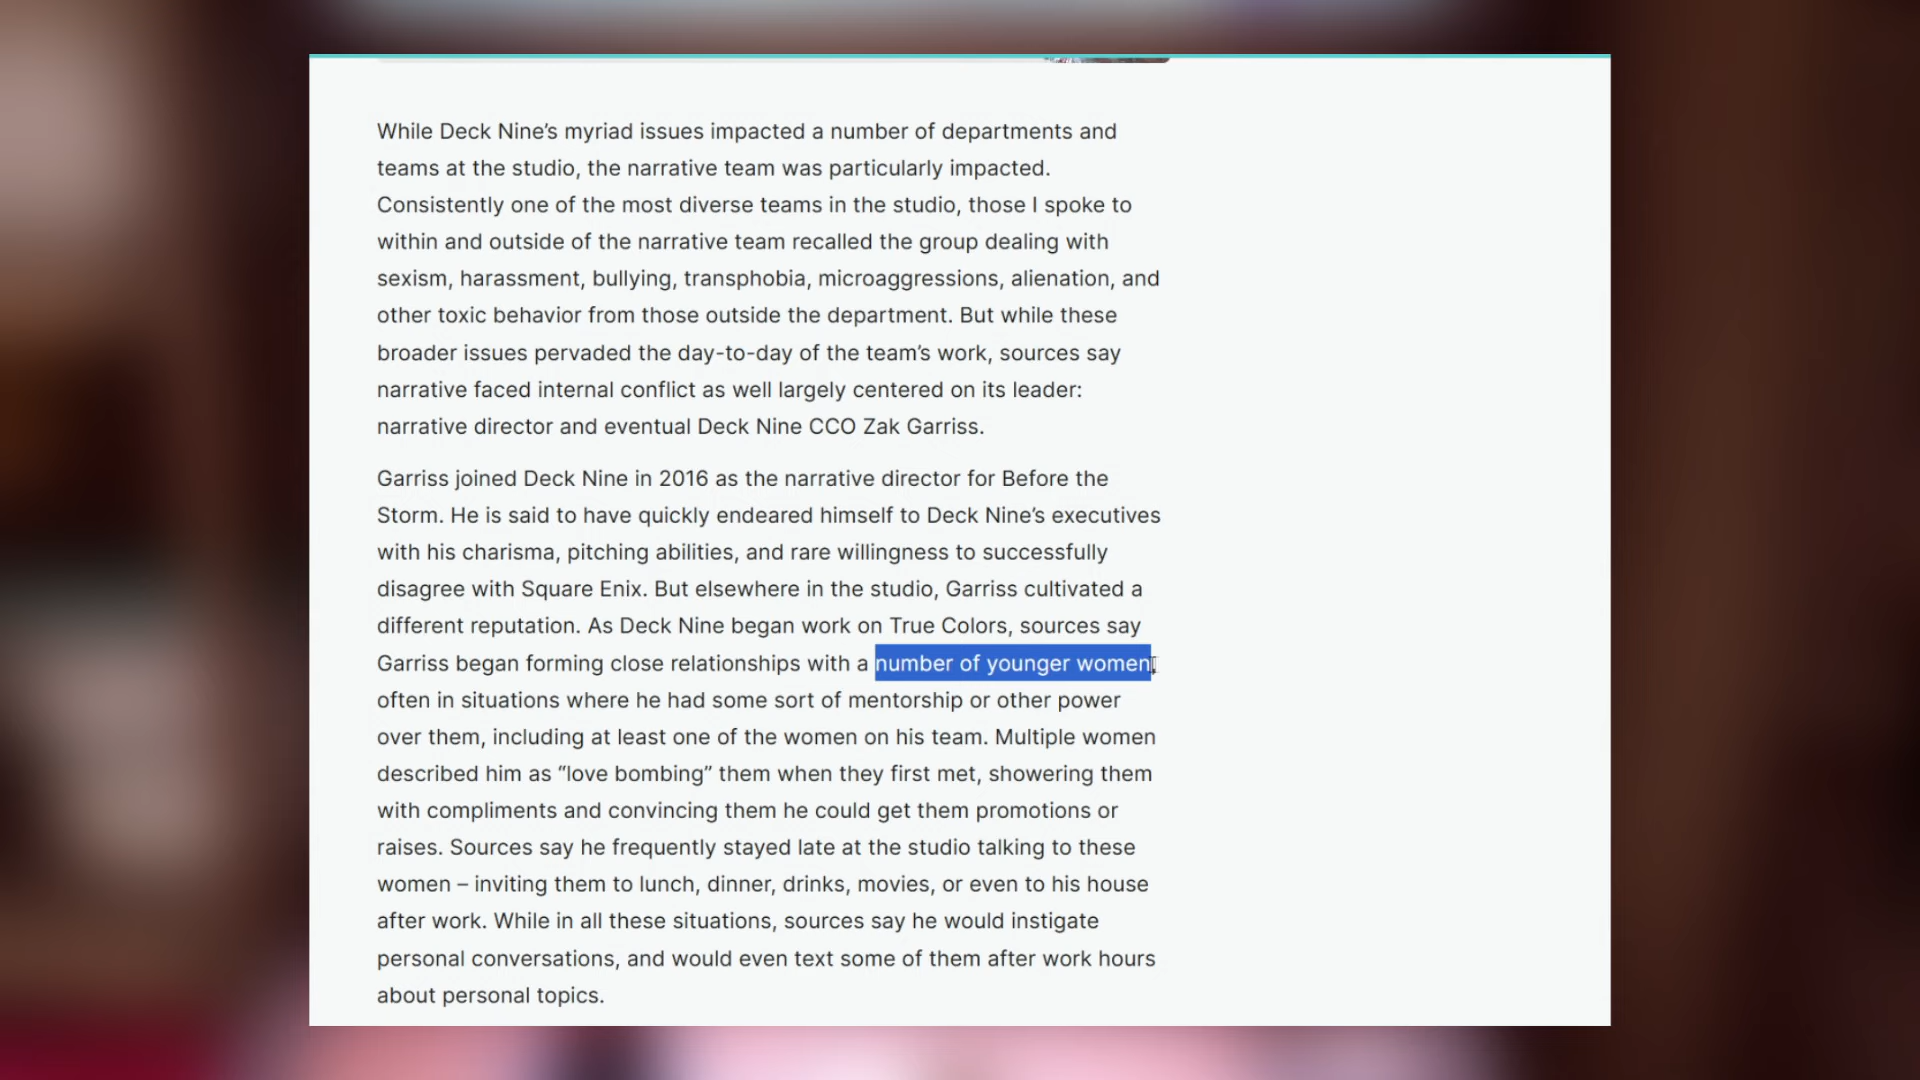 While Deck Nine’s myriad issues impacted a number of departments and
teams at the studio, the narrative team was particularly impacted.
Consistently one of the most diverse teams in the studio, those I spoke to
within and outside of the narrative team recalled the group dealing with
sexism, harassment, bullying, transphobia, microaggressions, alienation, and
other toxic behavior from those outside the department. But while these
broader issues pervaded the day-to-day of the team’s work, sources say
narrative faced internal conflict as well largely centered on its leader:
narrative director and eventual Deck Nine CCO Zak Garriss.
Garriss joined Deck Nine in 2016 as the narrative director for Before the
Storm. He is said to have quickly endeared himself to Deck Nine’s executives
with his charisma, pitching abilities, and rare willingness to successfully
disagree with Square Enix. But elsewhere in the studio, Garriss cultivated a
different reputation. As Deck Nine began work on True Colors, sources say
Garriss began forming close relationships with a number of younger women
often in situations where he had some sort of mentorship or other power
over them, including at least one of the women on his team. Multiple women
described him as “love bombing” them when they first met, showering them
with compliments and convincing them he could get them promotions or
raises. Sources say he frequently stayed late at the studio talking to these
women – inviting them to lunch, dinner, drinks, movies, or even to his house
after work. While in all these situations, sources say he would instigate
personal conversations, and would even text some of them after work hours
about personal topics.